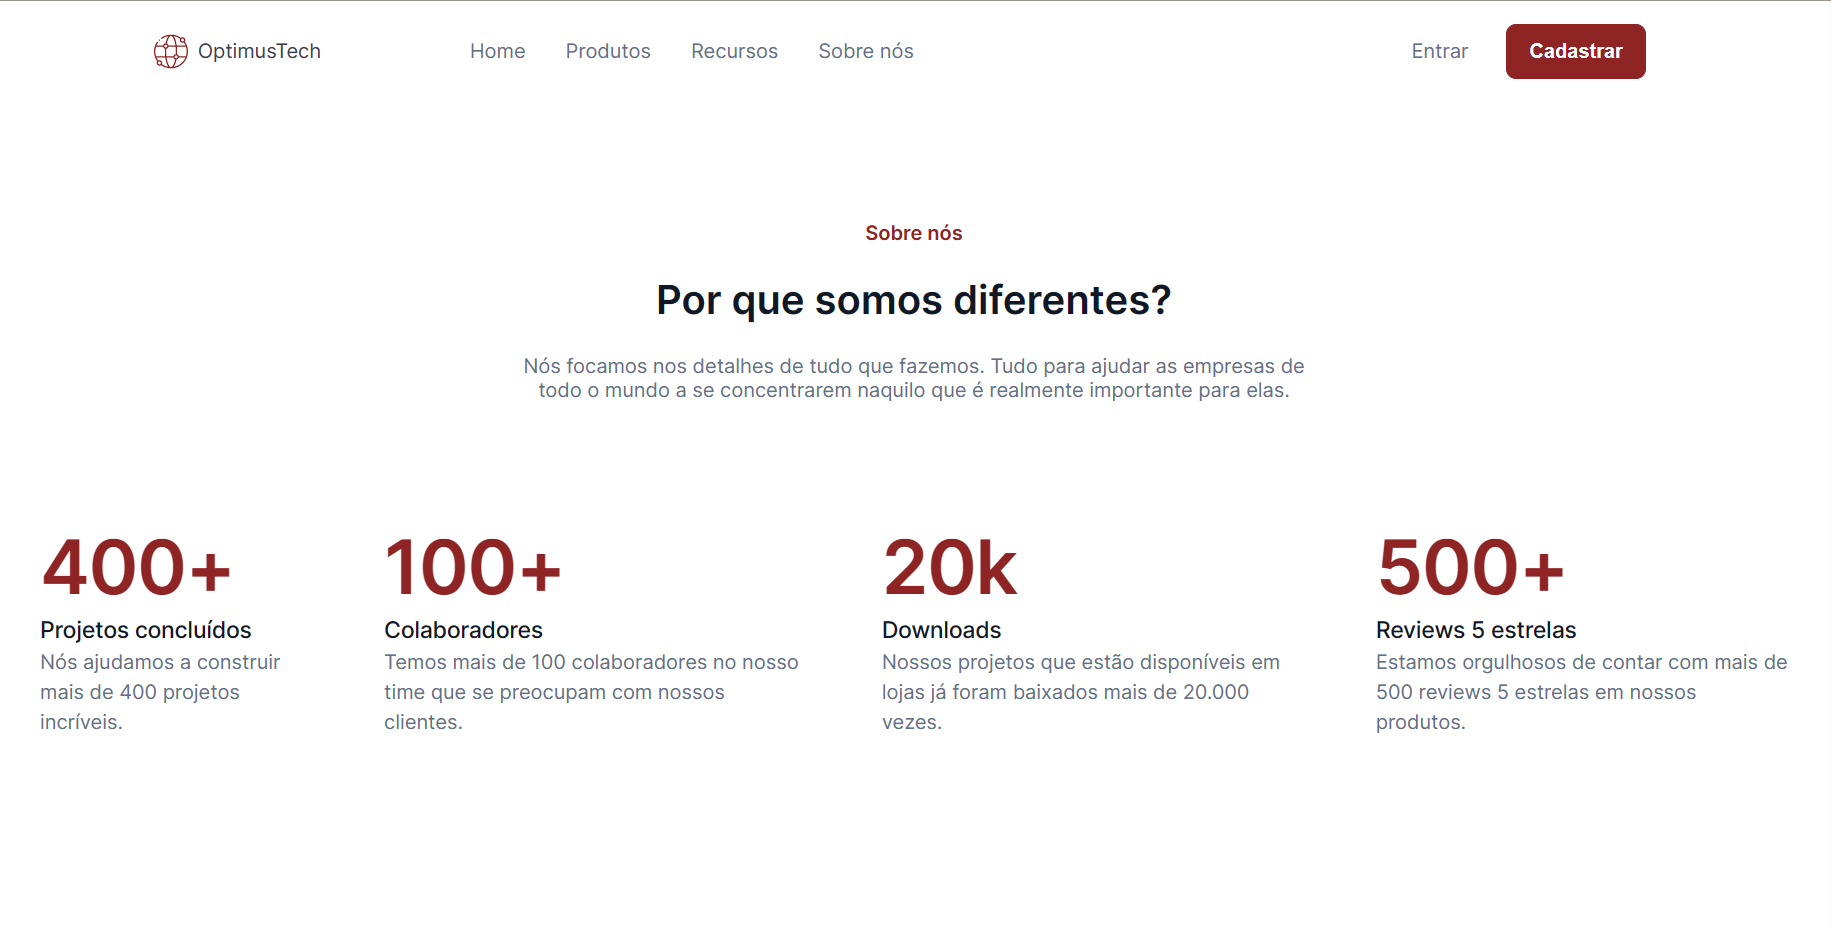 OptimusTech
Home
Produtos
Recursos
Sobre nós
Entrar
Cadastrar
Sobre nós
Por que somos diferentes?
Nós focamos nos detalhes de tudo que fazemos. Tudo para ajudar as empresas de
todo o mundo a se concentrarem naquilo que é realmente importante para elas.
400+
Projetos concluídos
Nós ajudamos a construir
mais de 400 projetos
incríveis.
100+
Colaboradores
Temos mais de 100 colaboradores no nosso
time que se preocupam com nossos
clientes.
20k
Downloads
Nossos projetos que estão disponíveis em
lojas já foram baixados mais de 20.000
vezes.
500+
Reviews 5 estrelas
Estamos orgulhosos de contar com mais de
500 reviews 5 estrelas em nossos
produtos.